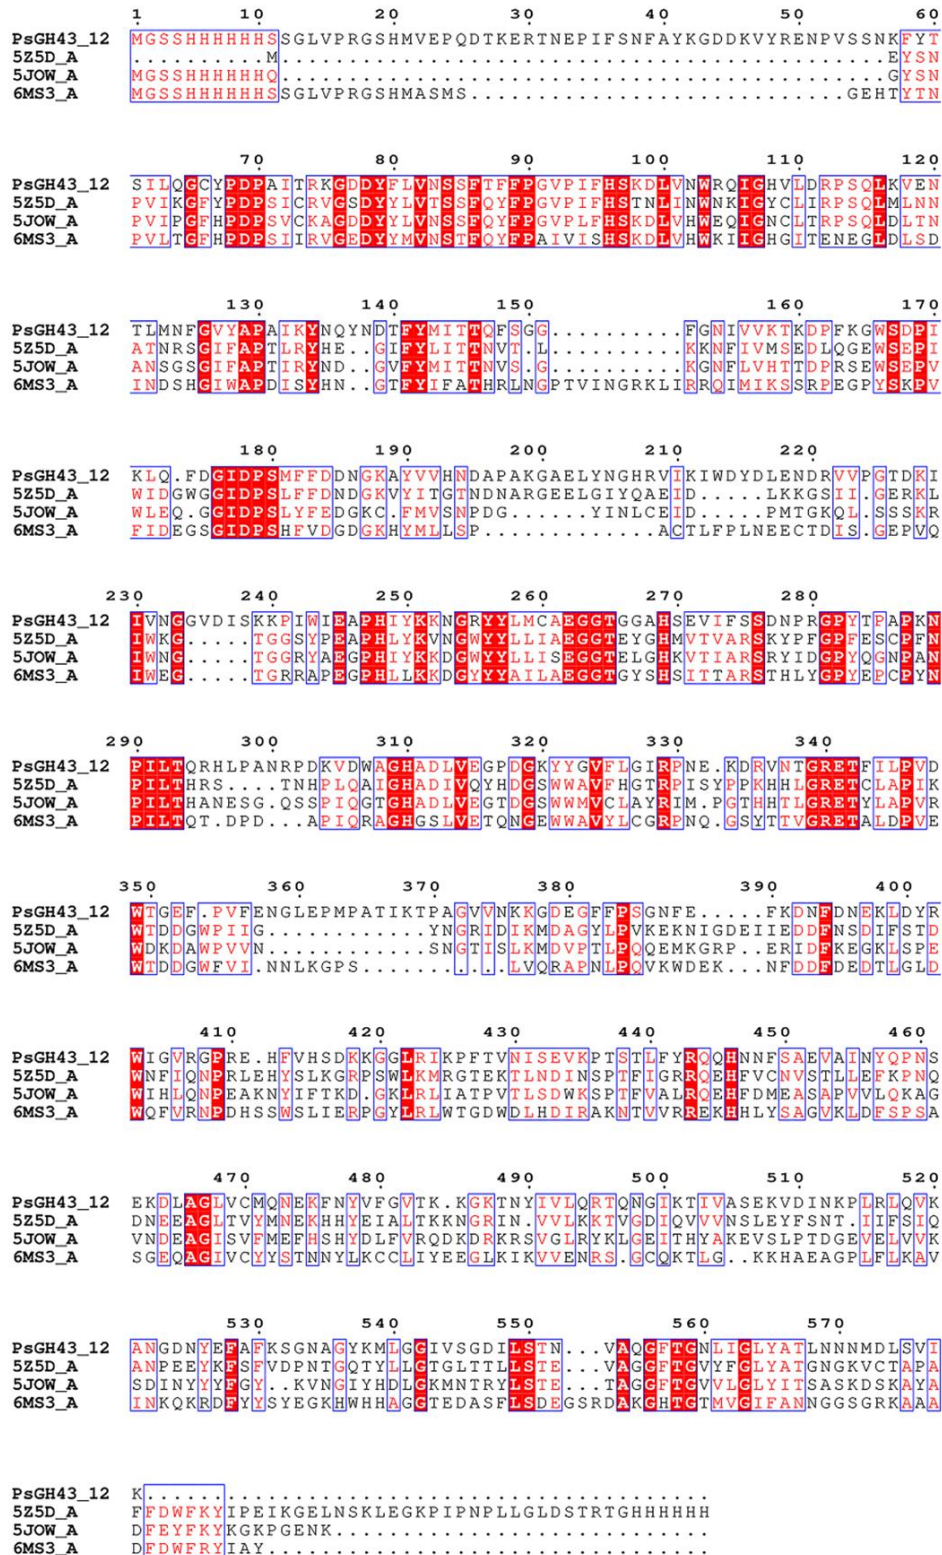 1 10 20 30 40 50 60
PsGH43_12 MGSSHHHHHHSSGLVPRGSHMVEPQDTKERTNEPIFSNFAYKGDDKVYRENPVSSNKFYT
5Z5D_A ..........M.............................................EYSN
5JOW_A MGSSHHHHHHQ.............................................GYSN
6MS3_A MGSSHHHHHHSSGLVPRGSHMASMS............................GEHTYTN
70 80 90 100 110 120
PsGH43_12 SILQGCYPDPAITRKGDDYFLVNSSFTFFPGVPIFHSKDLVNWRQIGHVLDRPSQLKVEN
5Z5D_A PVIKGFYPDPSICRVGSDYYLVTSSFQYFPGVPIFHSTNLINWNKIGYCLIRPSQLMLNN
5JOW_A PVIPGFHPDPSVCKAGDDYYLVNSSFQYFPGVPLFHSKDLVHWEQIGNCLTRPSQLDLTN
6MS3_A PVLTGFHPDPSIIRVGEDYYMVNSTFQYFPAIVISHSKDLVHWKIIGHGITENEGLDLSD
130 140 150 160 170
PsGH43_12 TLMNFGVYAPAIKYNQYNDTFYMITTQFSGG..........FGNIVVKTKDPFKGWSDPI
5Z5D_A ATNRSGIFAPTLRYHE..GIFYLITTNVT.L..........KKNFIVMSEDLQGEWSEPI
5JOW_A ANSGSGIFAPTIRYND..GVFYMITTNVS.G..........KGNFLVHTTDPRSEWSEPV
6MS3_A INDSHGIWAPDISYHN..GTFYIFATHRLNGPTVINGRKLIRRQIMIKSSRPEGPYSKPV
180 190 200 210 220
PsGH43_12 KLQ.FDGIDPSMFFDDNGKAYVVHNDAPAKGAELYNGHRVIKIWDYDLENDRVVPGTDKI
5Z5D_A WIDGWGGIDPSLFFDNDGKVYITGTNDNARGEELGIYQAEID.....LKKGSII.GERKL
5JOW_A WLEQ.GGIDPSLYFEDGKC.FMVSNPDG......YINLCEID.....PMTGKQL.SSSKR
6MS3_A FIDEGSGIDPSHFVDGDGKHYMLLSP.............ACTLFPLNEECTDIS.GEPVQ
230 240 250 260 270 280
PsGH43_12 IVNGGVDISKKPIWIEAPHIYKKNGRYYLMCAEGGTGGAHSEVIFSSDNPRGPYTPAPKN
5Z5D_A IWKG.....TGGSYPEAPHLYKVNGWYYLLIAEGGTEYGHMVTVARSKYPFGPFESCPFN
5JOW_A IWNG.....TGGRYAEGPHIYKKDGWYYLLISEGGTELGHKVTIARSRYIDGPYQGNPAN
6MS3_A IWEG.....TGRRAPEGPHLLKKDGYYYAILAEGGTGYSHSITTARSTHLYGPYEPCPYN
290 300 310 320 330 340
PsGH43_12 PILTQRHLPANRPDKVDWAGHADLVEGPDGKYYGVFLGIRPNE.KDRVNTGRETFILPVD
5Z5D_A PILTHRS....TNHPLQAIGHADIVQYHDGSWWAVFHGTRPISYPPKHHLGRETCLAPIK
5JOW_A PILTHANESG.QSSPIQGTGHADLVEGTDGSWWMVCLAYRIM.PGTHHTLGRETYLAPVR
6MS3_A PILTQT.DPD...APIQRAGHGSLVETQNGEWWAVYLCGRPNQ.GSYTTVGRETALDPVE
350 360 370 380 390 400
PsGH43_12 WTGEF.PVFENGLEPMPATIKTPAGVVNKKGDEGFFPSGNFE.....FKDNFDNEKLDYR
5Z5D_A WTDDGWPIIG............YNGRIDIKMDAGYLPVKEKNIGDEIIEDDFNSDIFSTD
5JOW_A WDKDAWPVVN............SNGTISLKMDVPTLPQQEMKGRP..ERIDFKEGKLSPE
6MS3_A WTDDGWFVI.NNLKGPS..........LVQRAPNLPQVKWDEK...NFDDFDEDTLGLD
410 420 430 440 450 460
PsGH43_12 WIGVRGPRE.HFVHSDKKGGLRIKPFTVNISEVKPTSTLFYRQQHNNFSAEVAINYQPNS
5Z5D_A WNFIQNPRLEHYSLKGRPSWLKMRGTEKTLNDINSPTFIGRRQEHFVCNVSTLLEFKPNQ
5JOW_A WIHLQNPEAKNYIFTKD.GKLRLIATPVTLSDWKSPTFVALRQEHFDMEASAPVVLQKAG
6MS3_A WQFVRNPDHSSWSLIERPGYLRLWTGDWDLHDIRAKNTVVRREKHHLYSAGVKLDFSPSA
470 480 490 500 510 520
PsGH43_12 EKDLAGLVCMQNEKFNYVFGVTK.KGKTNYIVLQRTQNGIKTIVASEKVDINKPLRLQVK
5Z5D_A DNEEAGLTVYMNEKHHYEIALTKKNGRIN.VVLKKTVGDIQVVVNSLEYFSNT.IIFSIQ
5JOW_A VNDEAGISVFMEFHSHYDLFVRQDKDRKRSVGLRYKLGEITHYAKEVSLPTDGEVELVVK
6MS3_A SGEQAGIVCYYSTNNYLKCCLIYEEGLKIKVVENRS.GCQKTLG..KKHAEAGPLFLKAV
530 540 550 560 570
PsGH43_12 ANGDNYEFAFKSGNAGYKMLGGIVSGDILSTN...VAQGFTGNLIGLYATLNNNMDLSVI
5Z5D_A ANPEEYKFSFVDPNTGQTYLLGTGLTTLLSTE...VAGGFTGVYFGLYATGNGKVCTAPA
5JOW_A SDINYYYFGY..KVNGIYHDLGKMNTRYLSTE...TAGGFTGVVLGLYITSASKDSKAYA
6MS3_A INKQKRDFYYSYEGKHWHHAGGTEDASFLSDEGSRDAKGHTGTMVGIFANNGGSGRKAAA
PsGH43_12 K.........................................
5Z5D_A FFDWFKYIPEIKGELNSKLEGKPIPNPLLGLDSTRTGHHHHHH
5JOW_A DFEYFKYKGKPGENK............................
6MS3_A DFDWFRYIAY.................................